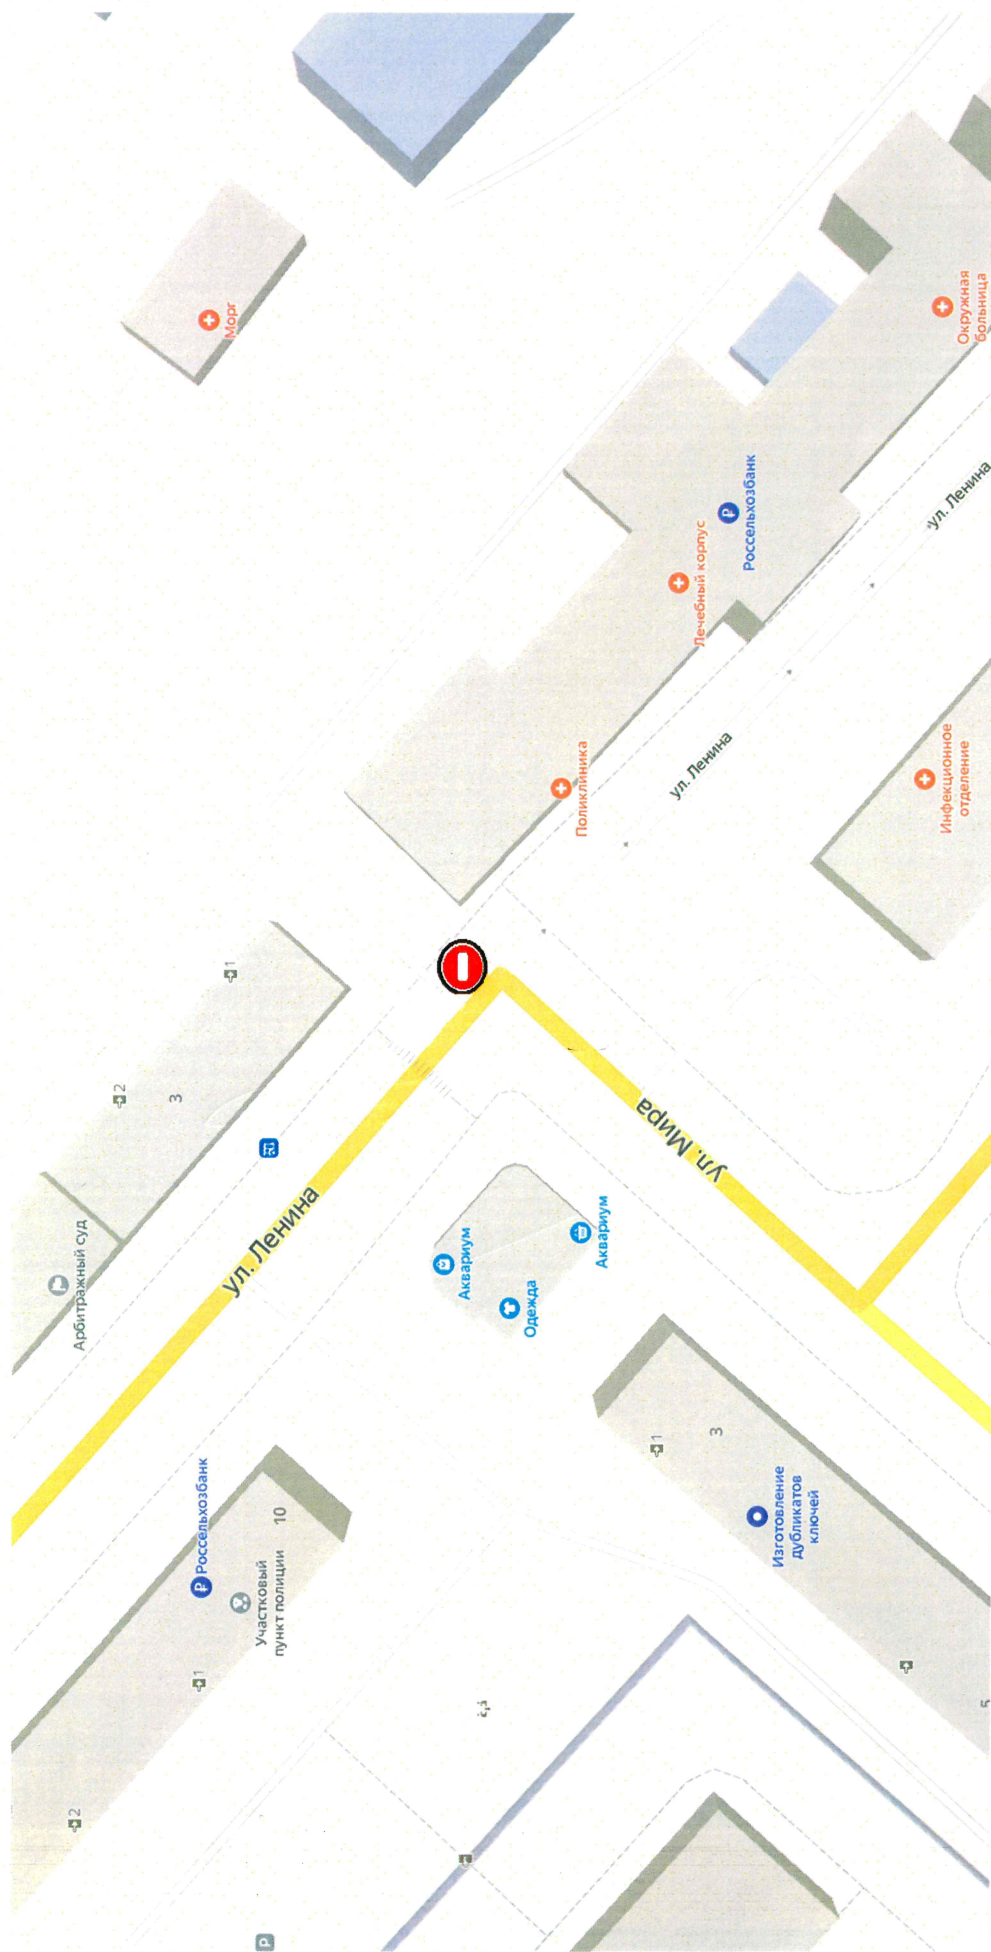 Морг
Окружная
больница
Россельхозбанк
Лечебный корпус
ул. Ленина
ул. Ленина
Поликлиника
Инфекционное
отделение
1
2
3
Арбитражный суд
ул. Ленина
ул. Мира
Аквариум
Аквариум
Одежда
Россельхозбанк
10
Участковый
пункт полиции
1
2
1
3
Изготовление
дубликатов
ключей
5
P